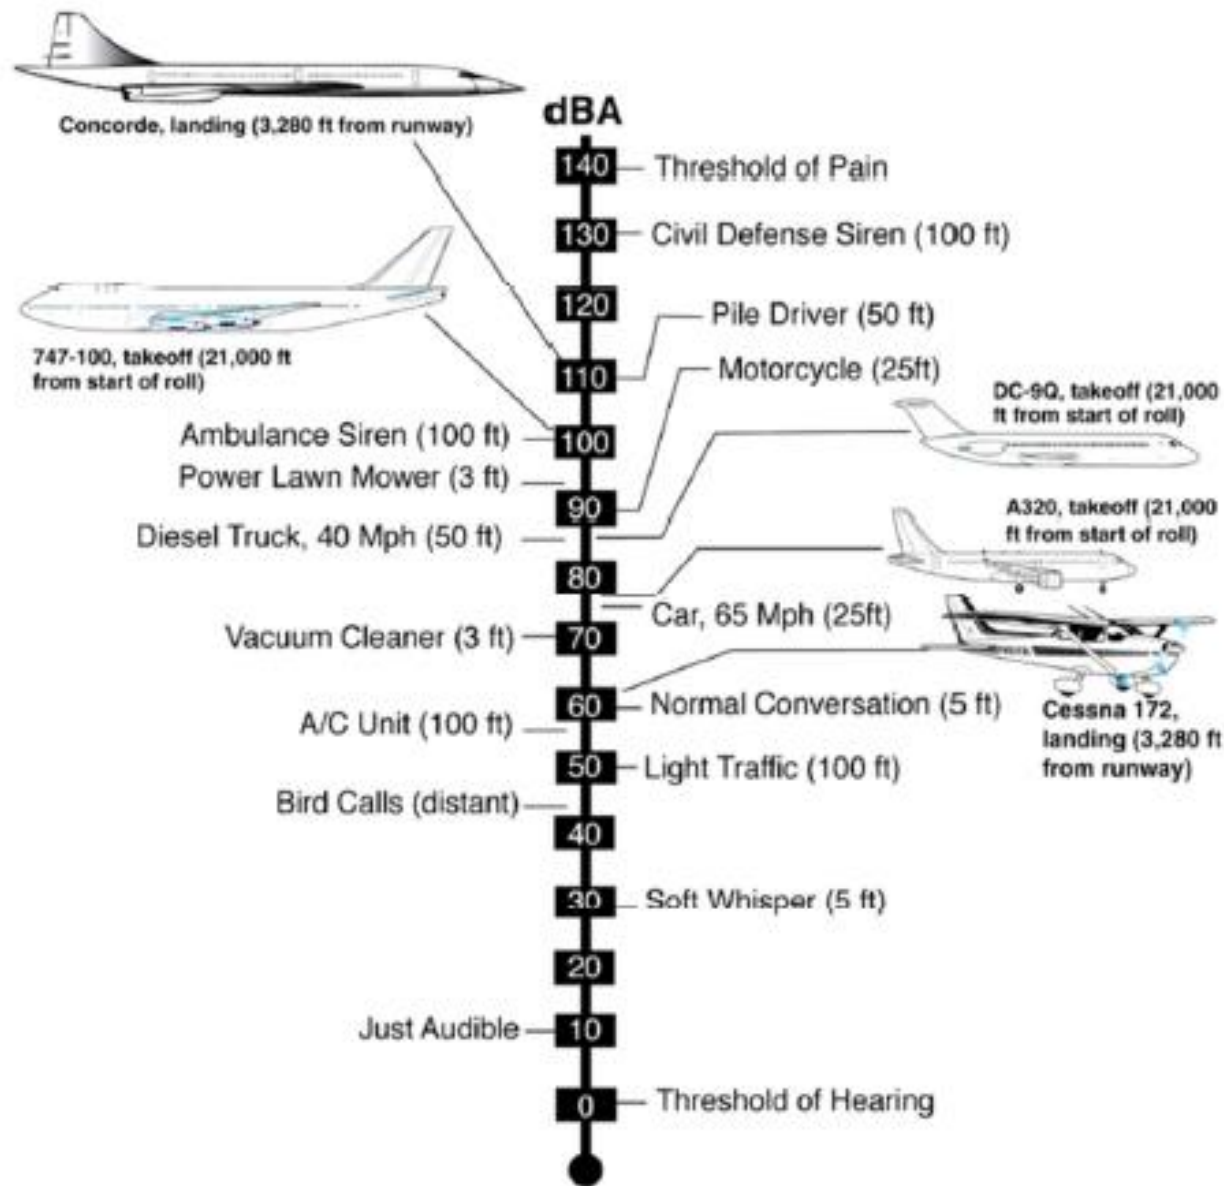 dBA
Concorde, landing (3,280 ft from runway)
140
Threshold of Pain
130
Civil Defense Siren (100 ft)
120
Pile Driver (50 ft)
747-100, takeoff (21,000 ft
from start of roll)
110
Motorcycle (25ft)
DC-9Q, takeoff (21,000
ft from start of roll)
Ambulance Siren (100 ft)
100
Power Lawn Mower (3 ft)
90
A320, takeoff (21,000
ft from start of roll)
Diesel Truck, 40 Mph (50 ft)
80
Car, 65 Mph (25ft)
Vacuum Cleaner (3 ft)
70
60
Normal Conversation (5 ft)
Cessna 172,
landing (3,280 ft
from runway)
A/C Unit (100 ft)
50
Light Traffic (100 ft)
Bird Calls (distant)
40
30
Soft Whisper (5 ft)
20
Just Audible
10
0
Threshold of Hearing